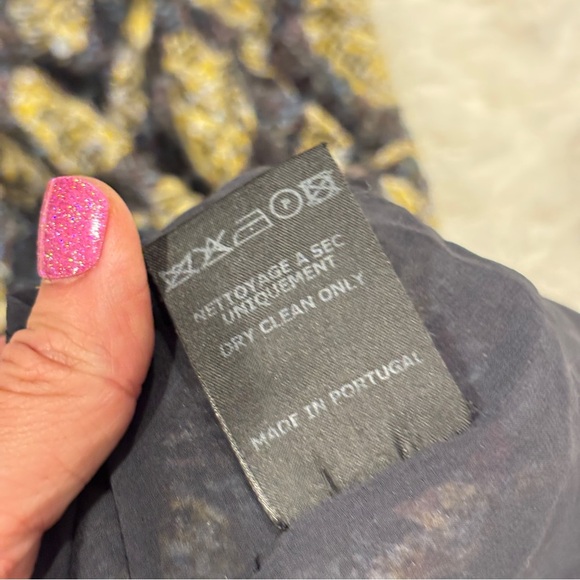 P
NETTOYAGE A SEC
UNIQUEMENT
DRY CLEAN ONLY
MADE IN PORTUGAL